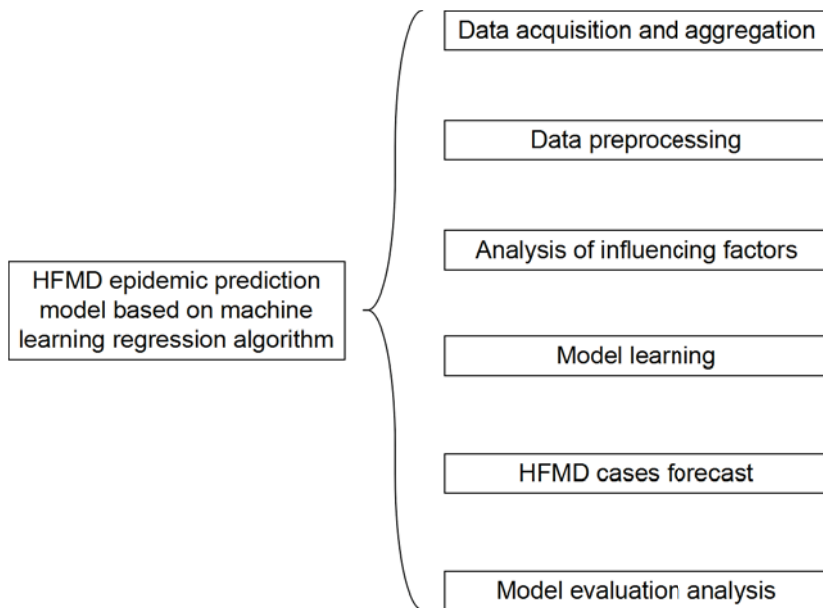 Data acquisition and aggregation
Data preprocessing
Analysis of influencing factors
HFMD epidemic prediction
model based on machine
learning regression algorithm
Model learning
HFMD cases forecast
Model evaluation analysis